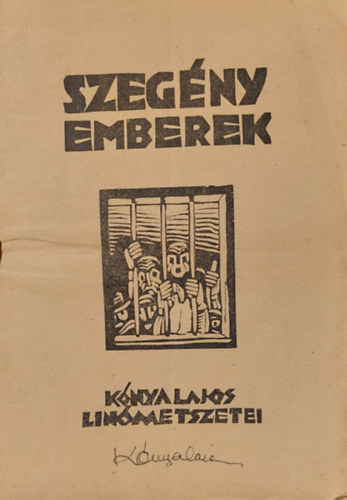 SZEGÉNY
EMBEREK
KÓNYA LAJOS
LINÓMETSZETEI